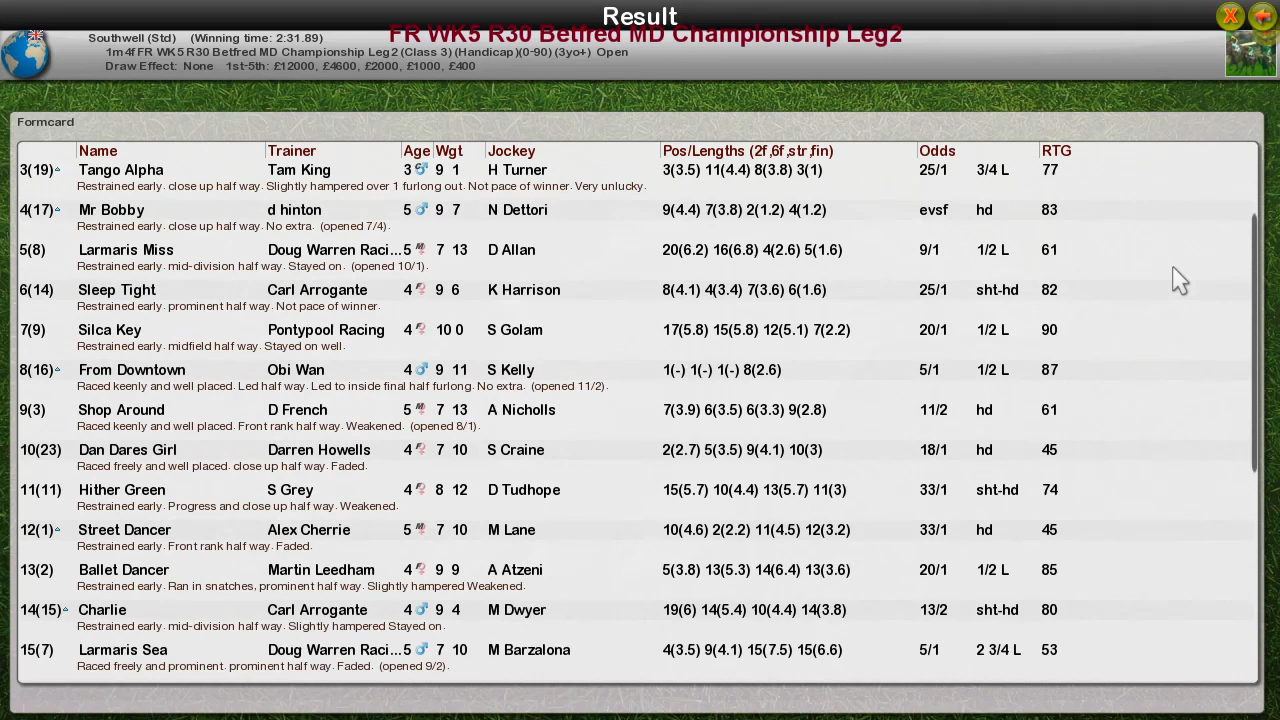 Result
FR WK5 R30 Betfred MD Championship Leg2
Southwell (Std) (Winning time: 2:31.89)
1m4f FR WK5 R30 Betfred MD Championship Leg2 (Class 3) (Handicap)(0-90) (3yo+) Open
Draw Effect: None 1st-5th: £12000, £4600, £2000, £1000, £400
Formcard
Name Trainer Age Wgt Jockey Pos/Lengths (2f,6f,str,fin) Odds RTG
3(19) Tango Alpha Tam King 3 9 1 H Turner 3(3.5) 11(4.4) 8(3.8) 3(1) 25/1 3/4 L 77
Restrained early. close up half way. Slightly hampered over 1 furlong out. Not pace of winner. Very unlucky.
4(17) Mr Bobby d hinton 5 9 7 N Dettori 9(4.4) 7(3.8) 2(1.2) 4(1.2) evsf hd 83
Restrained early. close up half way. No extra. (opened 7/4).
5(8) Larmaris Miss Doug Warren Raci... 5 7 13 D Allan 20(6.2) 16(6.8) 4(2.6) 5(1.6) 9/1 1/2 L 61
Restrained early. mid-division half way. Stayed on. (opened 10/1).
6(14) Sleep Tight Carl Arrogante 4 9 6 K Harrison 8(4.1) 4(3.4) 7(3.6) 6(1.6) 25/1 sht-hd 82
Restrained early. prominent half way. Not pace of winner.
7(9) Silca Key Pontypool Racing 4 10 0 S Golam 17(5.8) 15(5.8) 12(5.1) 7(2.2) 20/1 1/2 L 90
Restrained early. midfield half way. Stayed on well.
8(16) From Downtown Obi Wan 4 9 11 S Kelly 1(-) 1(-) 1(-) 8(2.6) 5/1 1/2 L 87
Raced keenly and well placed. Led half way. Led to inside final half furlong. No extra. (opened 11/2).
9(3) Shop Around D French 5 7 13 A Nicholls 7(3.9) 6(3.5) 6(3.3) 9(2.8) 11/2 hd 61
Raced keenly and well placed. Front rank half way. Weakened. (opened 8/1).
10(23) Dan Dares Girl Darren Howells 4 7 10 S Craine 2(2.7) 5(3.5) 9(4.1) 10(3) 18/1 hd 45
Raced freely and well placed. close up half way. Faded.
11(11) Hither Green S Grey 4 8 12 D Tudhope 15(5.7) 10(4.4) 13(5.7) 11(3) 33/1 sht-hd 74
Restrained early. Progress and close up half way. Weakened.
12(1) Street Dancer Alex Cherrie 5 7 10 M Lane 10(4.6) 2(2.2) 11(4.5) 12(3.2) 33/1 hd 45
Restrained early. Front rank half way. Faded.
13(2) Ballet Dancer Martin Leedham 4 9 9 A Atzeni 5(3.8) 13(5.3) 14(6.4) 13(3.6) 20/1 1/2 L 85
Restrained early. Ran in snatches, prominent half way. Slightly hampered Weakened.
14(15) Charlie Carl Arrogante 4 9 4 M Dwyer 19(6) 14(5.4) 10(4.4) 14(3.8) 13/2 sht-hd 80
Restrained early. mid-division half way. Slightly hampered Stayed on.
15(7) Larmaris Sea Doug Warren Raci... 5 7 10 M Barzalona 4(3.5) 9(4.1) 15(7.5) 15(6.6) 5/1 2 3/4 L 53
Raced freely and prominent. prominent half way. Faded. (opened 9/2).